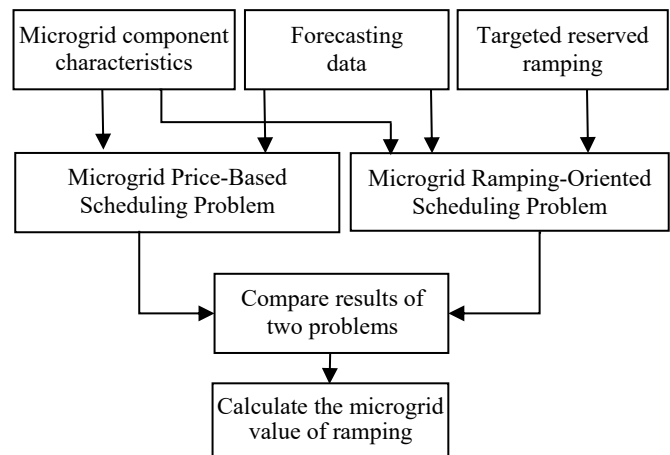 Microgrid component
characteristics
Forecasting
data
Targeted reserved
ramping
Microgrid Price-Based
Scheduling Problem
Microgrid Ramping-Oriented
Scheduling Problem
Compare results of
two problems
Calculate the microgrid
value of ramping